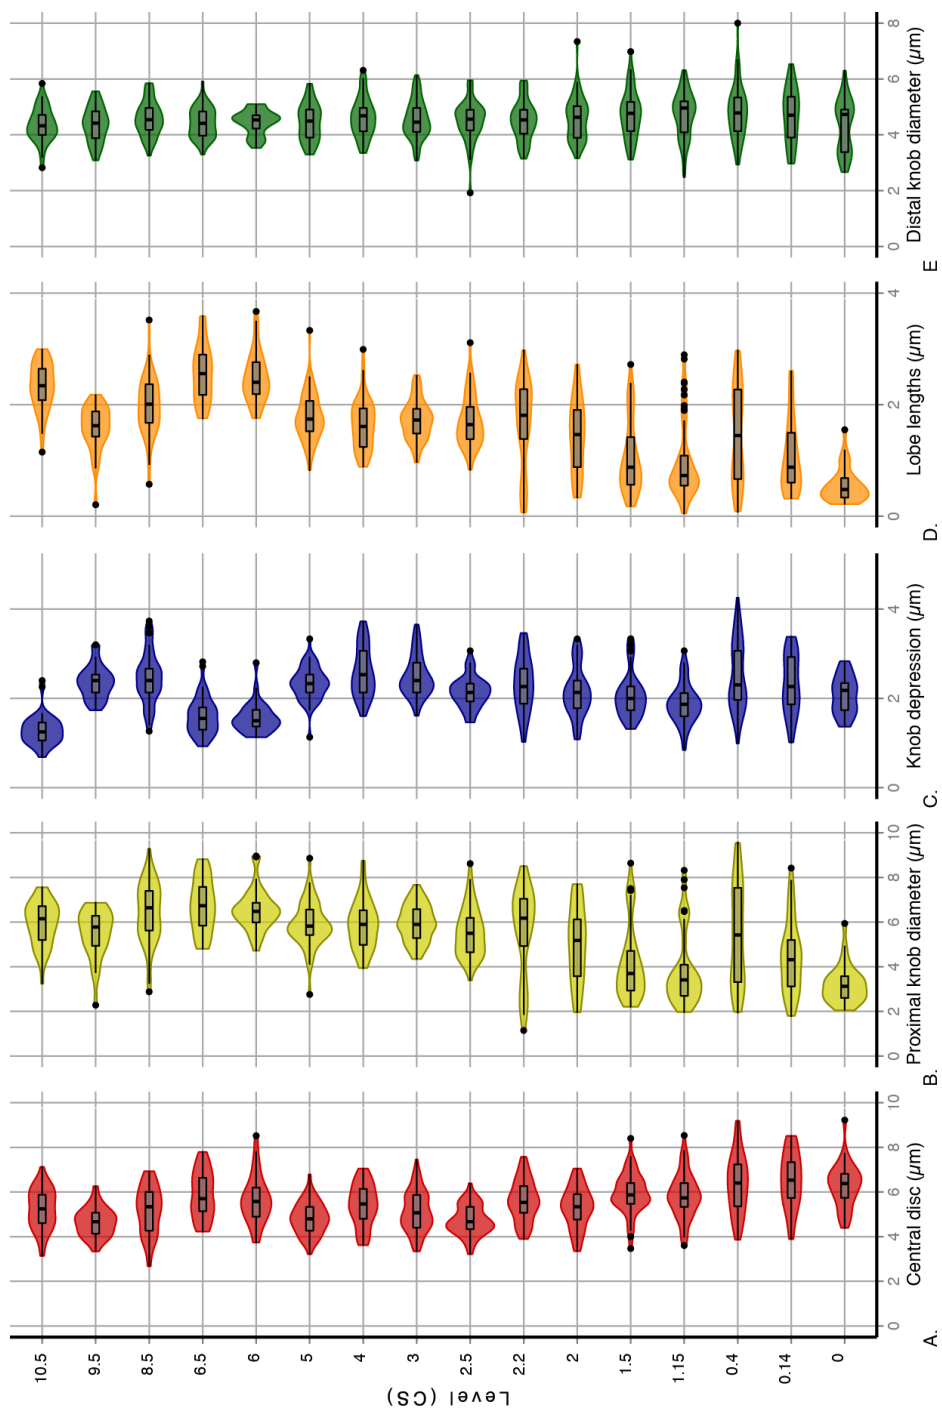 Level (CS)
10.5
9.5
8.5
6.5
6
5
4
3
2.5
2.2
2
1.5
1.15
0.4
0.14
0
A.
0 2 4 6 8 10
Central disc (µm)
B.
0 2 4 6 8 10
Proximal knob diameter (µm)
C.
0 2 4
Knob depression (µm)
D.
0 2 4
Lobe lengths (µm)
E
0 2 4 6 8
Distal knob diameter (µm)